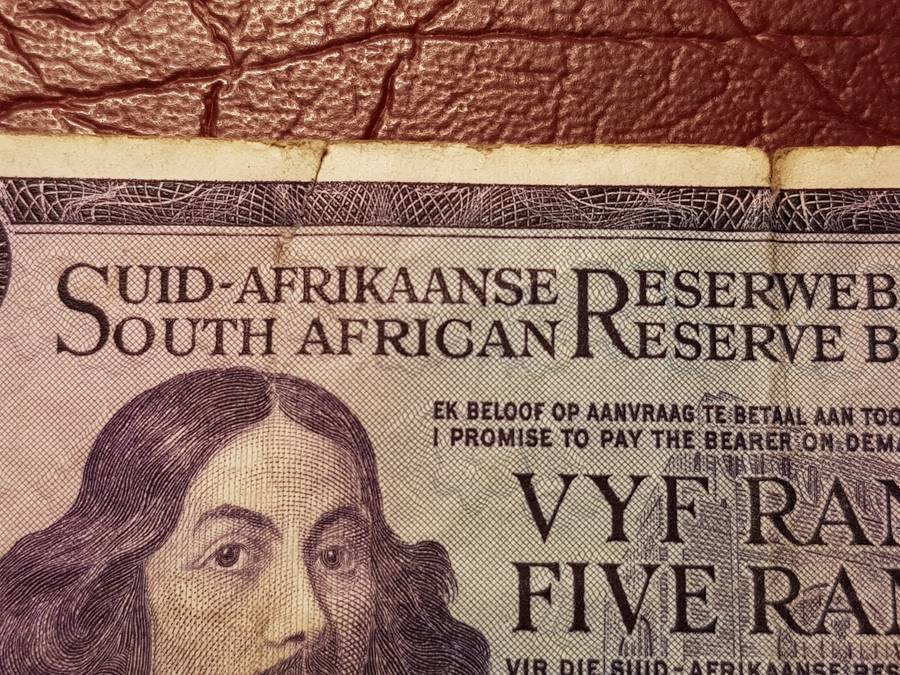 SUID-AFRIKAANSE RESERWEB
SOUTH AFRICAN RESERVE B
EK BELOOF OP AANVRAAG TE BETAAL AAN TOO
I PROMISE TO PAY THE BEARER ON DEMA
VYF RAN
FIVE RAN
VIR DIE SUID-AFRIKAANSE RES